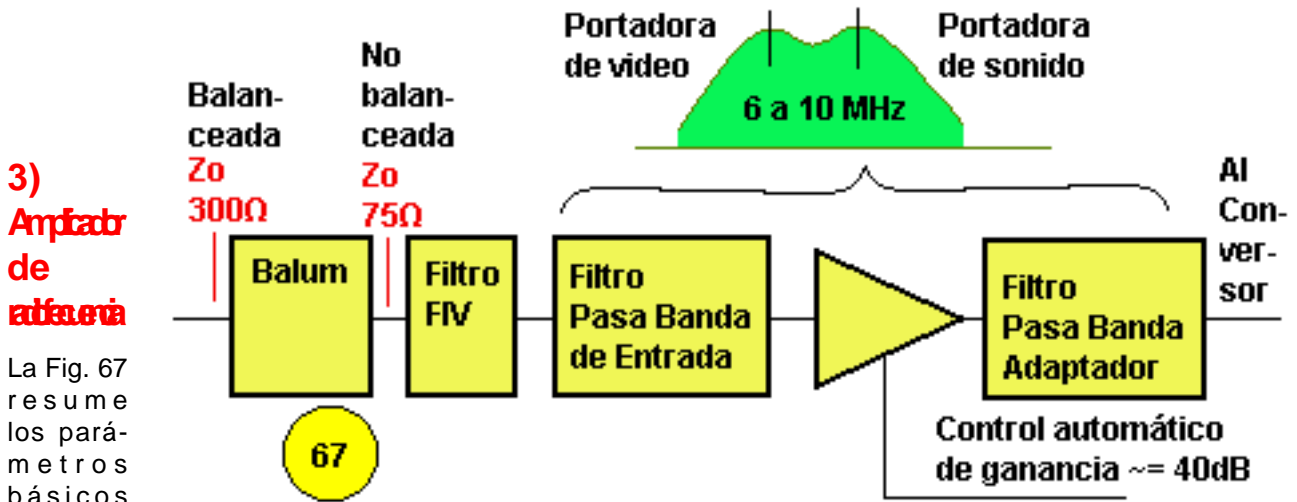 3)
de
La Fig. 67
resume
los pará-
metros
básicos
Balan-
ceada
Zo
300Ω
No
balan-
ceada
Zo
75Ω
Portadora
de video
Portadora
de sonido
6 a 10 MHz
Al
Con-
ver-
sor
Balum
Filtro
FIV
Filtro
Pasa Banda
de Entrada
Filtro
Pasa Banda
Adaptador
67
Control automático
de ganancia ~= 40dB